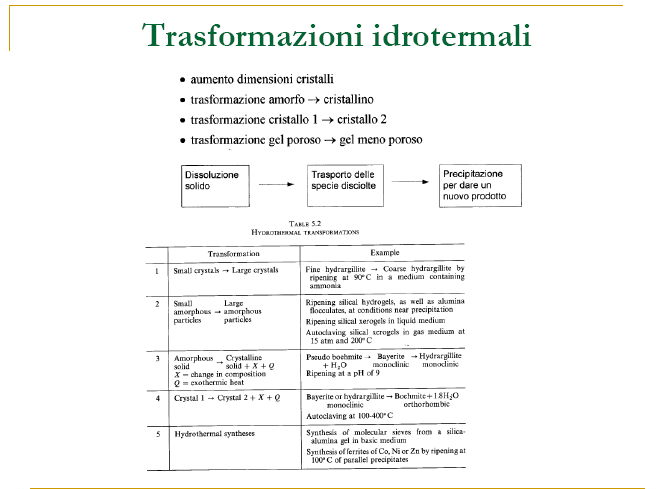 Trasformazioni idrotermali
• aumento dimensioni cristalli
• trasformazione amorfo → cristallino
• trasformazione cristallo 1 → cristallo 2
• trasformazione gel poroso → gel meno poroso
Dissoluzione
solido
Trasporto delle
specie disciolte
Precipitazione
per dare un
nuovo prodotto
TABLE 5.2
HYDROTHERMAL TRANSFORMATIONS
Transformation Example
1 Small crystals → Large crystals
Fine hydrargillite → Coarse hydrargillite by
ripening at 90°C in a medium containing
ammonia
2 Small Large
amorphous → amorphous
particles particles
Ripening silical hydrogels, as well as alumina
flocculates, at conditions near precipitation
Ripening silical xerogels in liquid medium
Autoclaving silical xerogels in gas medium at
15 atm and 200°C
3 Amorphous → Crystalline
solid solid + X + Q
X = change in composition
Q = exothermic heat
Pseudo boehmite → Bayerite → Hydrargillite
+ H2O monoclinic monoclinic
Ripening at a pH of 9
4 Crystal 1 → Crystal 2 + X + Q
Bayerite or hydrargillite → Boehmite + 1.8H2O
monoclinic orthorhombic
Autoclaving at 100-400°C
5 Hydrothermal syntheses
Synthesis of molecular sieves from a silica-
alumina gel in basic medium
Synthesis of ferrites of Co, Ni or Zn by ripening at
100°C of parallel precipitates